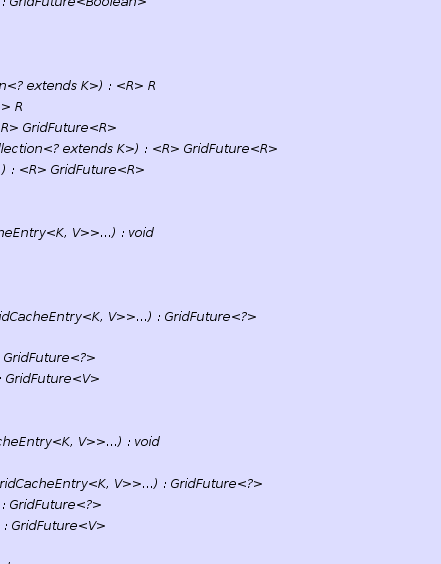 : GridFuture<Boolean>
n<? extends K>) : <R> R
> R
R> GridFuture<R>
llection<? extends K>) : <R> GridFuture<R>
) : <R> GridFuture<R>
heEntry<K, V>>...) : void
idCacheEntry<K, V>>...) : GridFuture<?>
GridFuture<?>
: GridFuture<V>
cheEntry<K, V>>...) : void
GridCacheEntry<K, V>>...) : GridFuture<?>
: GridFuture<?>
: GridFuture<V>